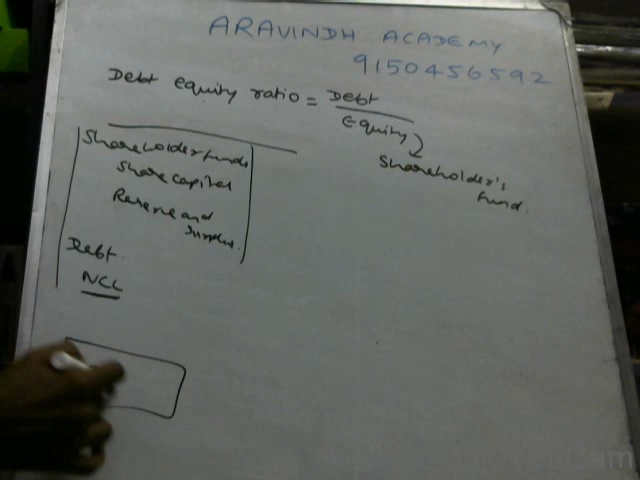 ARAVINDH ACADEMY
9150456592
Debt equity ratio = Debt
Equity
Shareholder's
fund.
Shareholder funds
Share capital
Reserve and
Surplus.
Debt.
NCL